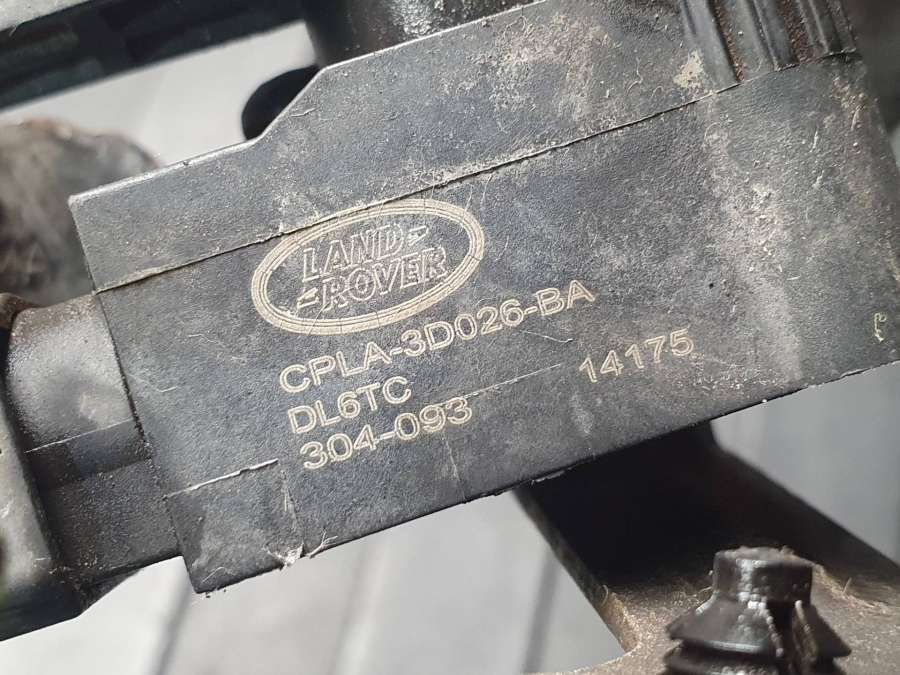 LAND
ROVER
CPLA-3D026-BA
DL6TC
304-093 14175